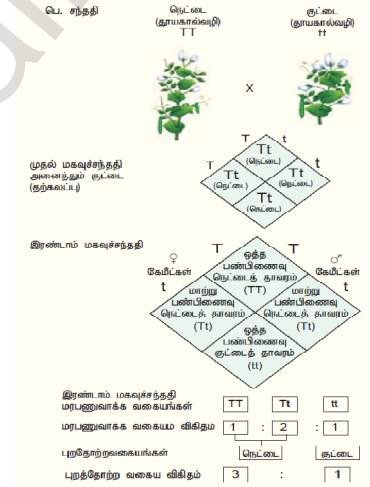 பெ. சந்ததி
நெட்டை
(தூயகால்வழி)
TT
குட்டை
(தூயகால்வழி)
tt
X
T t
T t
Tt
(நெட்டை)
Tt
(நெட்டை)
Tt
(நெட்டை)
Tt
(நெட்டை)
முதல் மகவுச்சந்ததி
அனைத்தும் குட்டை
(தற்கலப்பு)
இரண்டாம் மகவுச்சந்ததி
♀
கேமீட்கள்
T T
♂
கேமீட்கள்
t t
ஒத்த
பண்பிணைவு
நெட்டைத் தாவரம்
(TT)
மாற்று
பண்பிணைவு
நெட்டைத் தாவரம்
(Tt)
மாற்று
பண்பிணைவு
நெட்டைத் தாவரம்
(Tt)
ஒத்த
பண்பிணைவு
குட்டைத் தாவரம்
(tt)
இரண்டாம் மகவுச்சந்ததி
மரபணுவாக்க வகையங்கள் TT Tt tt
மரபணுவாக்க வகையம விகிதம் 1 : 2 : 1
புறதோற்றவகையங்கள் நெட்டை குட்டை
புறத்தோற்ற வகைய விகிதம் 3 : 1